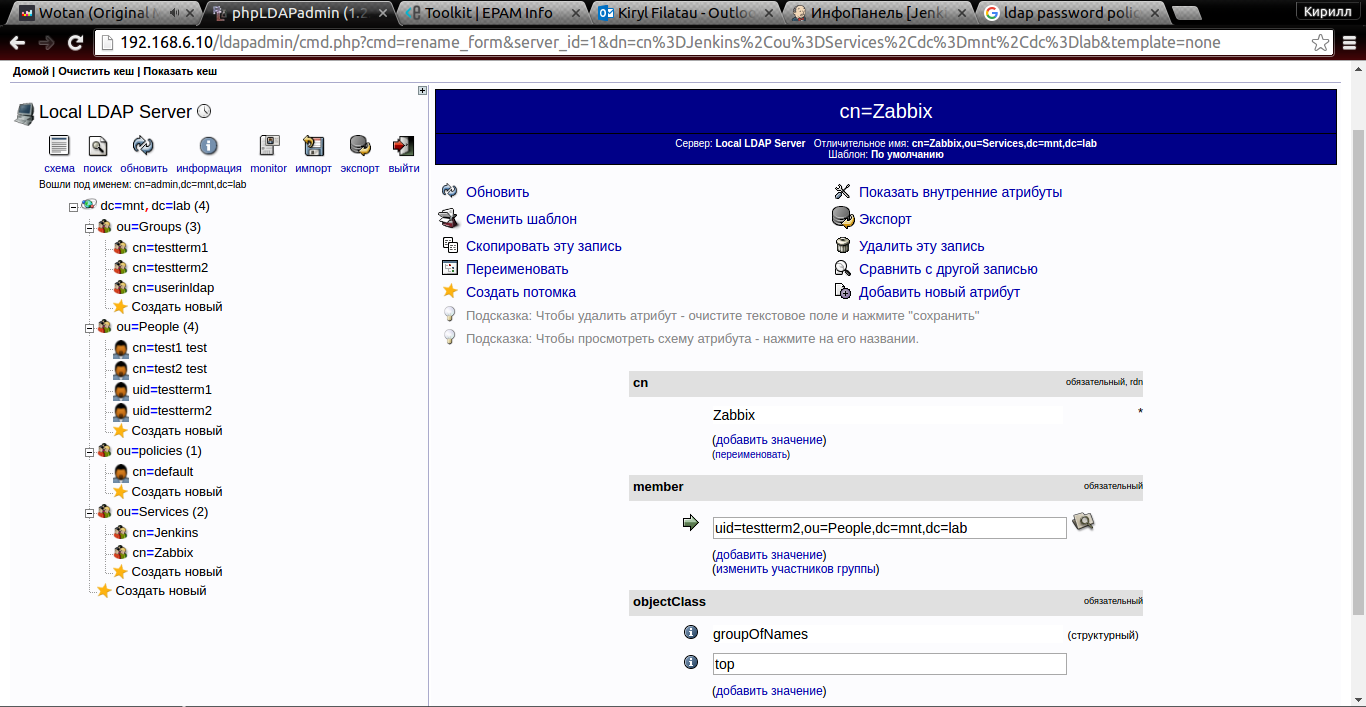 Wotan (Original M
phpLDAPadmin (1.2
Toolkit | EPAM Info
Kiryl Filatau - Outlo
ИнфоПанель [Jenk
ldap password poli
Кирилл
192.168.6.10/ldapadmin/cmd.php?cmd=rename_form&server_id=1&dn=cn%3DJenkins%2Cou%3DServices%2Cdc%3Dmnt%2Cdc%3Dlab&template=none
Домой | Очистить кеш | Показать кеш
Local LDAP Server
схема поиск обновить информация monitor импорт экспорт выйти
Вошли под именем: cn=admin,dc=mnt,dc=lab
dc=mnt, dc=lab (4)
ou=Groups (3)
cn=testterm1
cn=testterm2
cn=userinldap
Создать новый
ou=People (4)
cn=test1 test
cn=test2 test
uid=testterm1
uid=testterm2
Создать новый
ou=policies (1)
cn=default
Создать новый
ou=Services (2)
cn=Jenkins
cn=Zabbix
Создать новый
Создать новый
cn=Zabbix
Сервер: Local LDAP Server Отличительное имя: cn=Zabbix,ou=Services,dc=mnt,dc=lab
Шаблон: По умолчанию
Обновить
Показать внутренние атрибуты
Сменить шаблон
Экспорт
Скопировать эту запись
Удалить эту запись
Переименовать
Сравнить с другой записью
Создать потомка
Добавить новый атрибут
Подсказка: Чтобы удалить атрибут - очистите текстовое поле и нажмите "сохранить"
Подсказка: Чтобы просмотреть схему атрибута - нажмите на его названии.
cn обязательный, rdn
Zabbix *
(добавить значение)
(переименовать)
member обязательный
uid=testterm2,ou=People,dc=mnt,dc=lab
(добавить значение)
(изменить участников группы)
objectClass обязательный
groupOfNames (структурный)
top
(добавить значение)